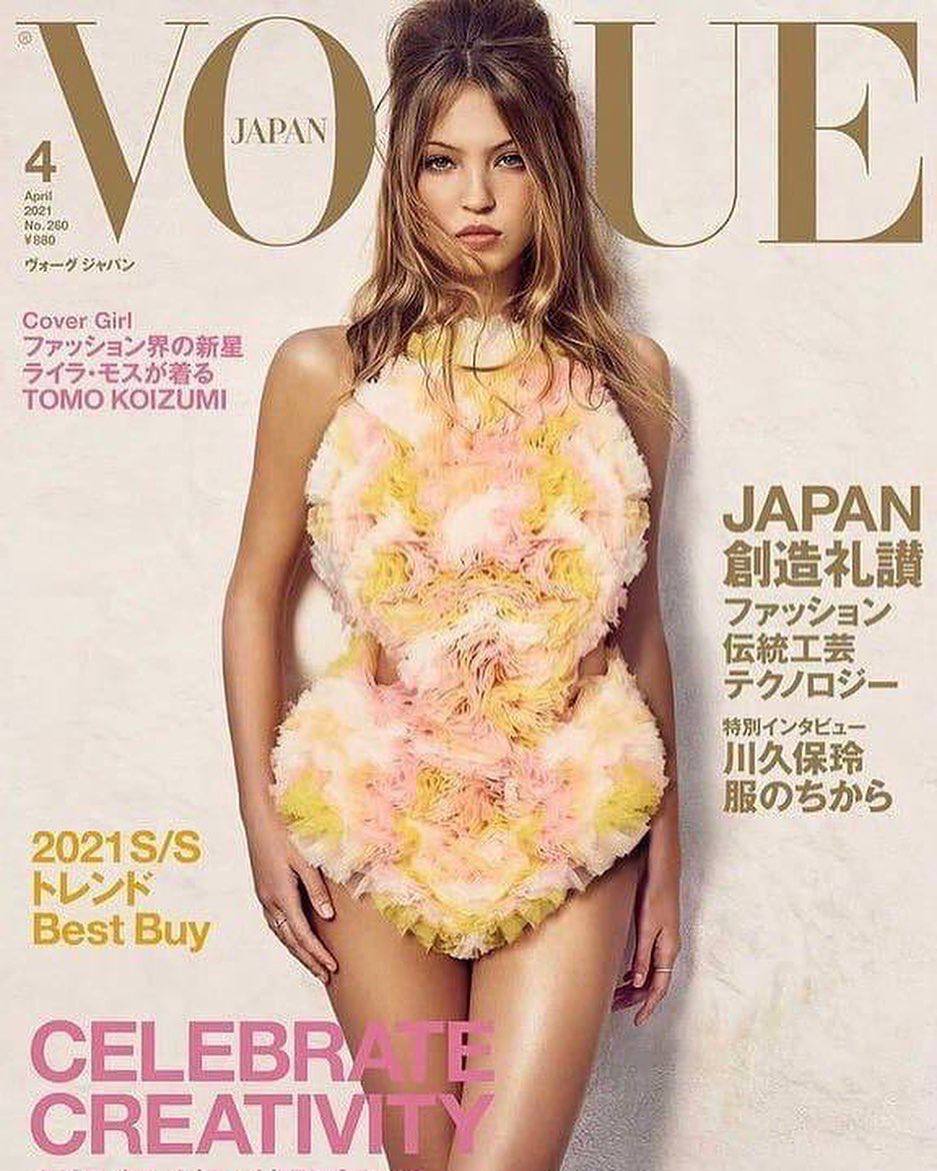 VOGUE
®
JAPAN
4
April
2021
No. 260
¥880
ヴォーグ ジャパン
Cover Girl
ファッション界の新星
ライラ・モスが着る
TOMO KOIZUMI
JAPAN
創造礼讃
ファッション
伝統工芸
テクノロジー
特別インタビュー
川久保玲
服のちから
2021 S/S
トレンド
Best Buy
CELEBRATE
CREATIVITY